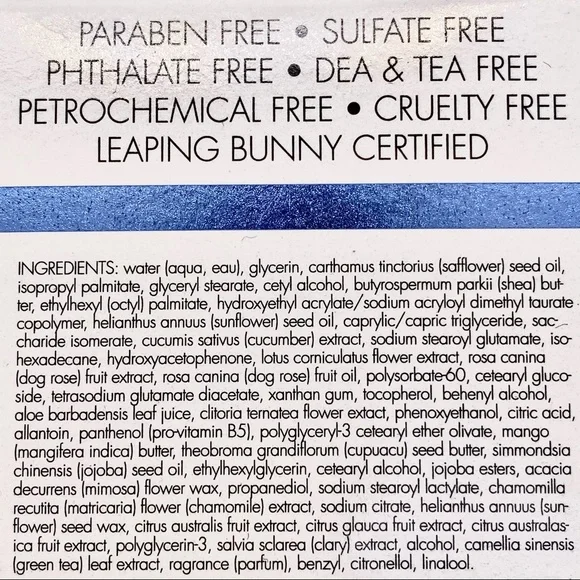 PARABEN FREE • SULFATE FREE
PHTHALATE FREE • DEA & TEA FREE
PETROCHEMICAL FREE • CRUELTY FREE
LEAPING BUNNY CERTIFIED
INGREDIENTS: water (aqua, eau), glycerin, carthamus tinctorius (safflower) seed oil,
isopropyl palmitate, glyceryl stearate, cetyl alcohol, butyrospermum parkii (shea) but-
ter, ethylhexyl (octyl) palmitate, hydroxyethyl acrylate/sodium acryloyl dimethyl taurate
copolymer, helianthus annuus (sunflower) seed oil, caprylic/capric triglyceride, sac-
charide isomerate, cucumis sativus (cucumber) extract, sodium stearoyl glutamate, iso-
hexadecane, hydroxyacetophenone, lotus corniculatus flower extract, rosa canina
(dog rose) fruit extract, rosa canina (dog rose) fruit oil, polysorbate-60, cetearyl gluco-
side, tetrasodium glutamate diacetate, xanthan gum, tocopherol, behenyl alcohol,
aloe barbadensis leaf juice, clitoria ternatea flower extact, phenoxyethanol, citric acid,
allantoin, panthenol (pro-vitamin B5), polyglyceryl-3 cetearyl ether olivate, mango
(mangifera indica) butter, theobroma grandiflorum (cupuacu) seed butter, simmondsia
chinensis (jojoba) seed oil, ethylhexylglycerin, cetearyl alcohol, jojoba esters, acacia
decurrens (mimosa) flower wax, propanediol, sodium stearoyl lactylate, chamomilla
recutita (matricaria) flower (chamomile) extract, sodium citrate, helianthus annuus (sun-
flower) seed wax, citrus australis fruit extract, citrus glauca fruit extract, citrus australas-
ica fruit extract, polyglycerin-3, salvia sclarea (clary) extract, alcohol, camellia sinensis
(green tea) leaf extract, ragrance (parfum), benzyl, citronellol, linalool.